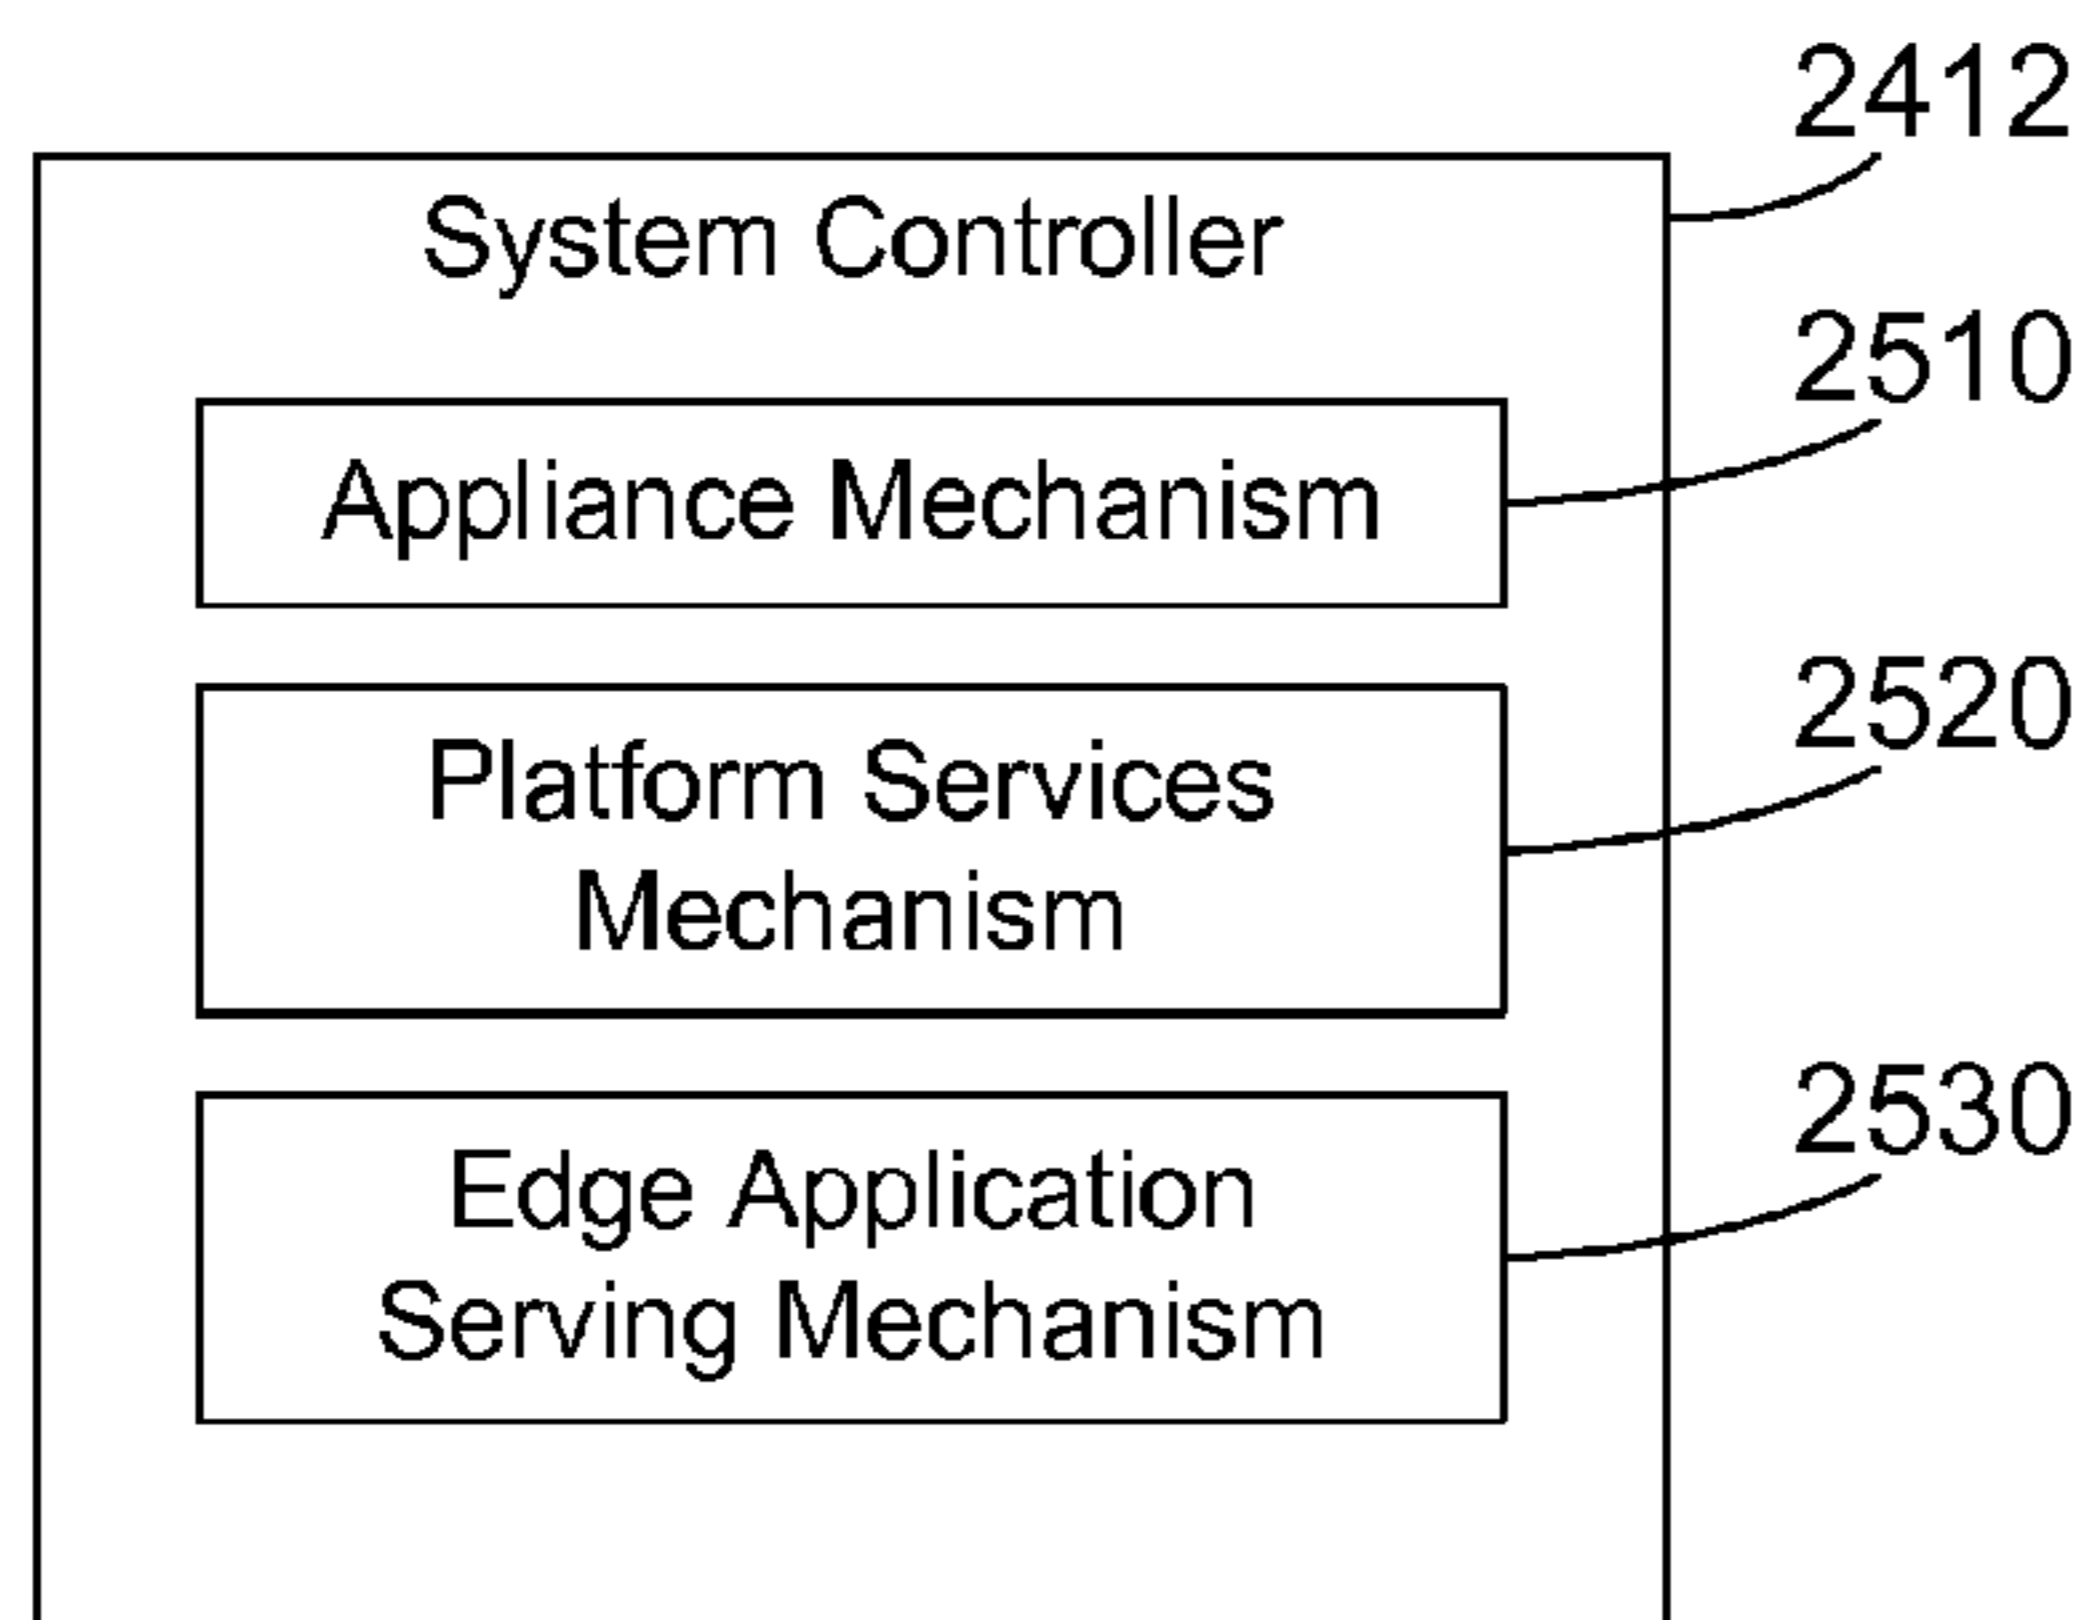 2412
System Controller
2510
Appliance Mechanism
2520
Platform Services
Mechanism
2530
Edge Application
Serving Mechanism